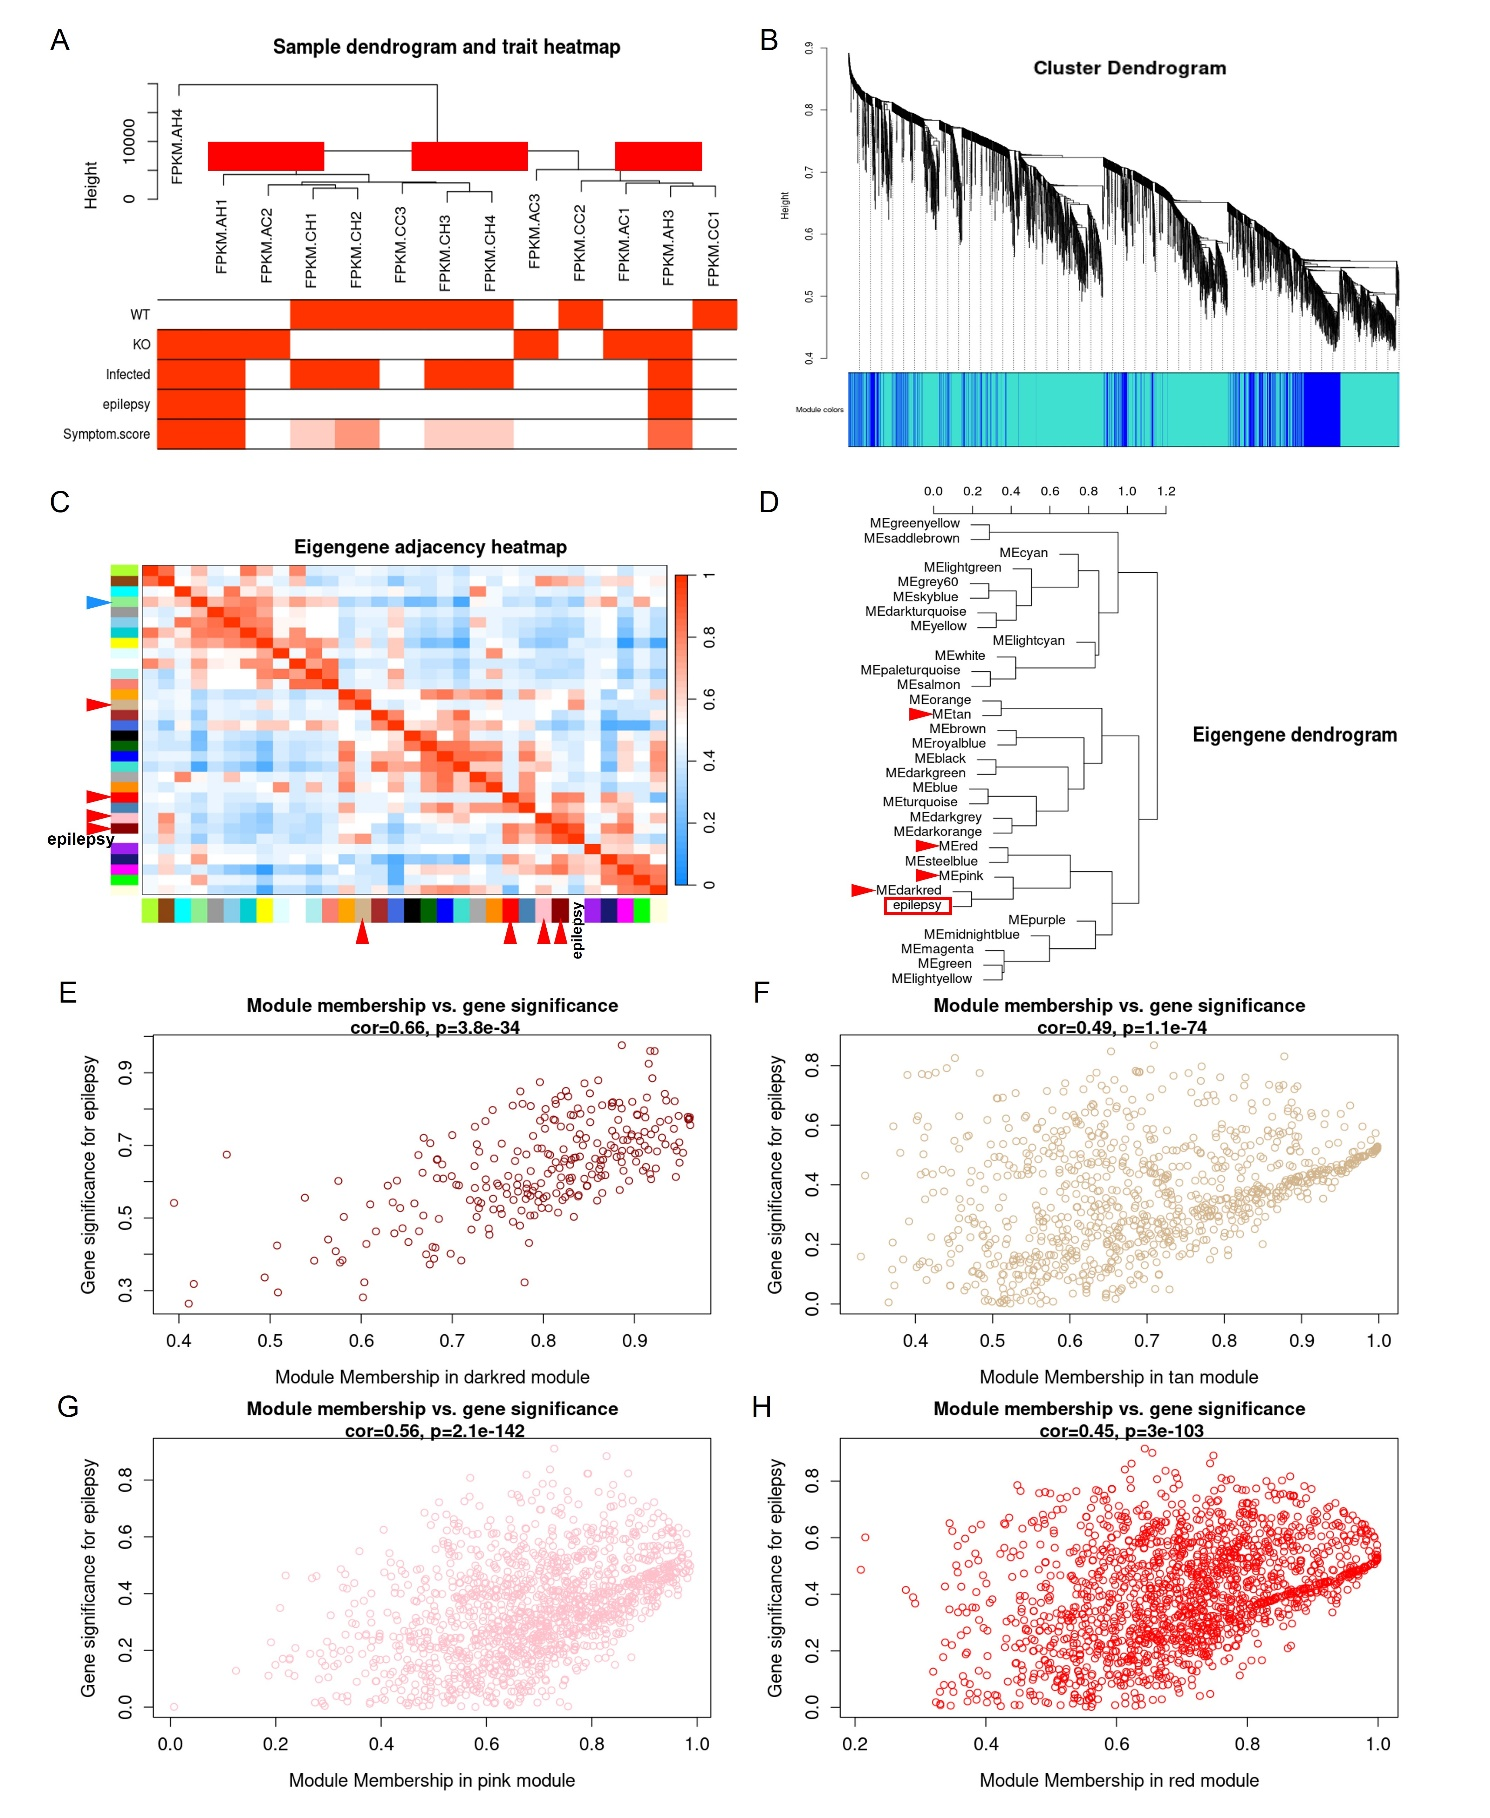 A
Sample dendrogram and trait heatmap
Height
0
10000
FPKM.AH4
FPKM.AH1
FPKM.AC2
FPKM.CH1
FPKM.CH2
FPKM.CC3
FPKM.CH3
FPKM.CH4
FPKM.AC3
FPKM.CC2
FPKM.AC1
FPKM.AH3
FPKM.CC1
WT
KO
Infected
epilepsy
Symptom.score
B
Cluster Dendrogram
Height
0.9
0.8
0.7
0.6
0.5
0.4
Module colors
C
Eigengene adjacency heatmap
epilepsy
epilepsy
1
0.8
0.6
0.4
0.2
0
D
0.0 0.2 0.4 0.6 0.8 1.0 1.2
MEgreenyellow
MEsaddlebrown
MEcyan
MElightgreen
MEgrey60
MEskyblue
MEdarkturquoise
MEyellow
MElightcyan
MEwhite
MEpaleturquoise
MEsalmon
MEorange
MEtan
MEbrown
MEroyalblue
MEblack
MEdarkgreen
MEblue
MEturquoise
MEdarkgrey
MEdarkorange
MEred
MEsteelblue
MEpink
MEdarkred
epilepsy
MEpurple
MEmidnightblue
MEmagenta
MEgreen
MElightyellow
Eigengene dendrogram
E
Module membership vs. gene significance
cor=0.66, p=3.8e-34
Gene significance for epilepsy
0.9
0.7
0.5
0.3
0.4 0.5 0.6 0.7 0.8 0.9
Module Membership in darkred module
F
Module membership vs. gene significance
cor=0.49, p=1.1e-74
Gene significance for epilepsy
0.8
0.6
0.4
0.2
0.0
0.4 0.5 0.6 0.7 0.8 0.9 1.0
Module Membership in tan module
G
Module membership vs. gene significance
cor=0.56, p=2.1e-142
Gene significance for epilepsy
0.8
0.6
0.4
0.2
0.0
0.0 0.2 0.4 0.6 0.8 1.0
Module Membership in pink module
H
Module membership vs. gene significance
cor=0.45, p=3e-103
Gene significance for epilepsy
0.8
0.6
0.4
0.2
0.0
0.2 0.4 0.6 0.8 1.0
Module Membership in red module